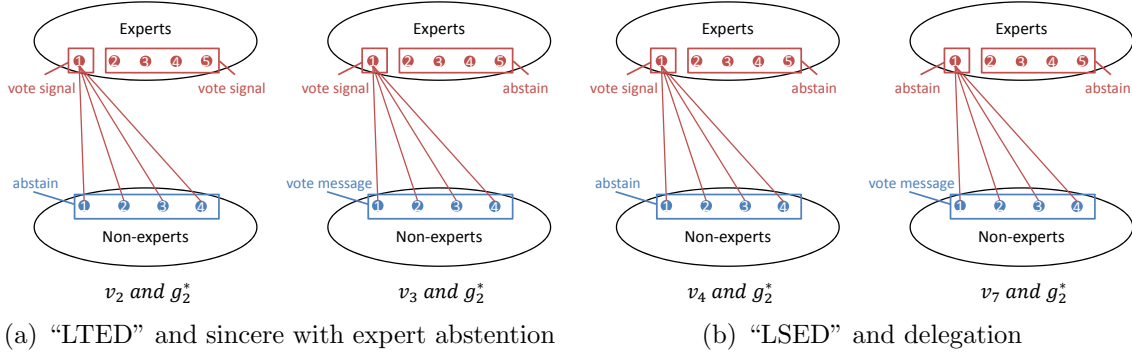 Experts
1 2 3 4 5
vote signal
vote signal
abstain
1 2 3 4
Non-experts
v₂ and g₂*
Experts
1 2 3 4 5
vote signal
abstain
vote message
1 2 3 4
Non-experts
v₃ and g₂*
(a) “LTED” and sincere with expert abstention
Experts
1 2 3 4 5
vote signal
abstain
abstain
1 2 3 4
Non-experts
v₄ and g₂*
Experts
1 2 3 4 5
abstain
abstain
vote message
1 2 3 4
Non-experts
v₇ and g₂*
(b) “LSED” and delegation